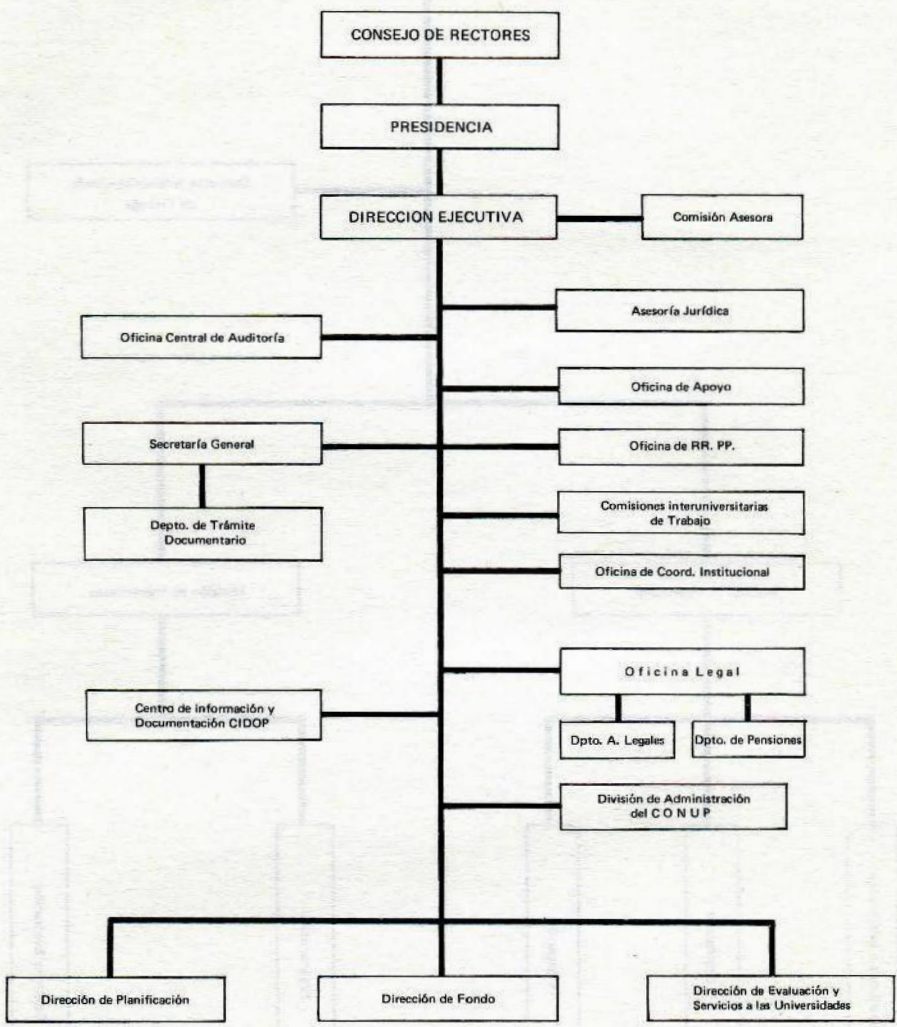 CONSEJO DE RECTORES
PRESIDENCIA
DIRECCION EJECUTIVA
Comisión Asesora
Asesoría Jurídica
Oficina Central de Auditoría
Oficina de Apoyo
Secretaría General
Oficina de RR. PP.
Depto. de Trámite
Documentario
Comisiones interuniversitarias
de Trabajo
Oficina de Coord. Institucional
Oficina Legal
Centro de información y
Documentación CIDOP
Dpto. A. Legales
Dpto. de Pensiones
División de Administración
del C O N U P
Dirección de Planificación
Dirección de Fondo
Dirección de Evaluación y
Servicios a las Universidades